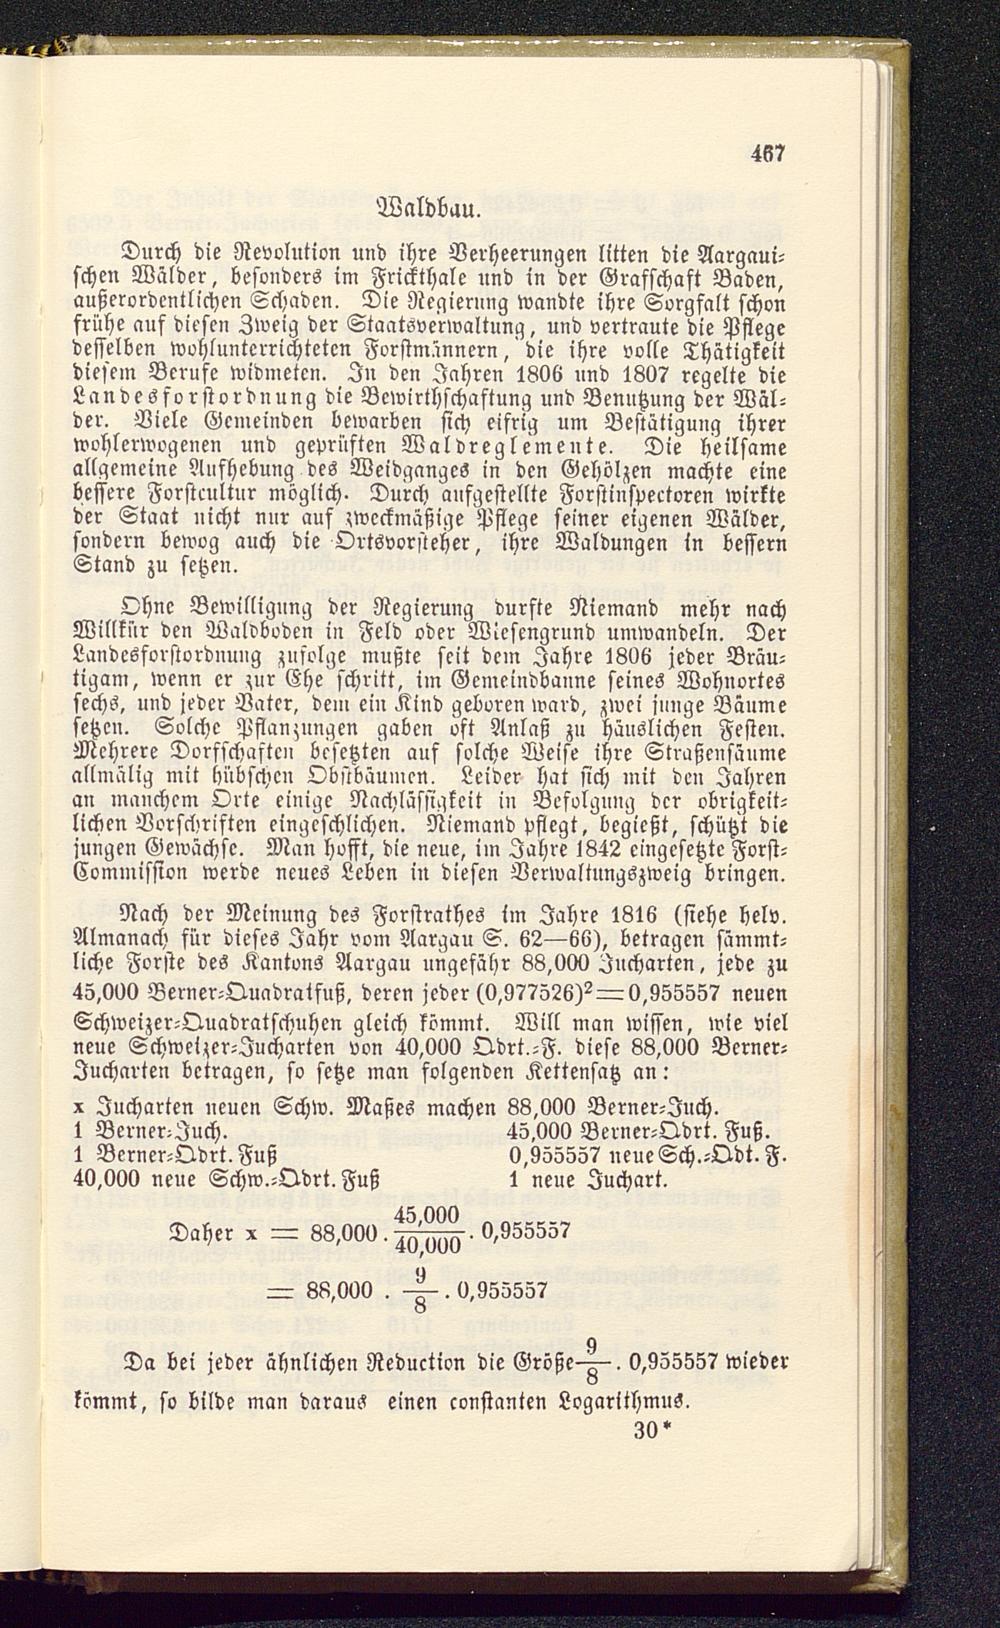 467
Waldbau.
Durch die Revolution und ihre Verheerungen litten die Aargaui-
schen Wälder, besonders im Frickthale und in der Grafschaft Baden,
außerordentlichen Schaden. Die Regierung wandte ihre Sorgfalt schon
frühe auf diesen Zweig der Staatsverwaltung, und vertraute die Pflege
desselben wohlunterrichteten Forstmännern, die ihre volle Thätigkeit
diesem Berufe widmeten. In den Jahren 1806 und 1807 regelte die
Landesforstordnung die Bewirthschaftung und Benutzung der Wäl-
der. Viele Gemeinden bewarben sich eifrig um Bestätigung ihrer
wohlerwogenen und geprüften Waldreglemente. Die heilsame
allgemeine Aufhebung des Weidganges in den Gehölzen machte eine
bessere Forstcultur möglich. Durch aufgestellte Forstinspectoren wirkte
der Staat nicht nur auf zweckmäßige Pflege seiner eigenen Wälder,
sondern bewog auch die Ortsvorsteher, ihre Waldungen in bessern
Stand zu setzen.
Ohne Bewilligung der Regierung durfte Niemand mehr nach
Willkür den Waldboden in Feld oder Wiesengrund umwandeln. Der
Landesforstordnung zufolge mußte seit dem Jahre 1806 jeder Bräu-
tigam, wenn er zur Ehe schritt, im Gemeindbanne seines Wohnortes
sechs, und jeder Vater, dem ein Kind geboren ward, zwei junge Bäume
setzen. Solche Pflanzungen gaben oft Anlaß zu häuslichen Festen.
Mehrere Dorfschaften besetzten auf solche Weise ihre Straßensäume
allmälig mit hübschen Obstbäumen. Leider hat sich mit den Jahren
an manchem Orte einige Nachlässigkeit in Befolgung der obrigkeit-
lichen Vorschriften eingeschlichen. Niemand pflegt, begießt, schützt die
jungen Gewächse. Man hofft, die neue, im Jahre 1842 eingesetzte Forst-
Commission werde neues Leben in diesen Verwaltungszweig bringen.
Nach der Meinung des Forstrathes im Jahre 1816 (siehe helv.
Almanach für dieses Jahr vom Aargau S. 62—66), betragen sämmt-
liche Forste des Kantons Aargau ungefähr 88,000 Jucharten, jede zu
45,000 Berner-Quadratfuß, deren jeder (0,977526)²=0,955557 neuen
Schweizer-Quadratschuhen gleich kömmt. Will man wissen, wie viel
neue Schweizer-Jucharten von 40,000 Qdrt.-F. diese 88,000 Berner-
Jucharten betragen, so setze man folgenden Kettensatz an:
x Jucharten neuen Schw. Maßes machen 88,000 Berner-Juch.
1 Berner-Juch. 45,000 Berner-Qdrt. Fuß.
1 Berner-Qdrt. Fuß 0,955557 neue Sch.-Qdt. F.
40,000 neue Schw.-Qdrt. Fuß 1 neue Juchart.
Daher x = 88,000 . 45,000/40,000 . 0,955557
= 88,000 . 9/8 . 0,955557
Da bei jeder ähnlichen Reduction die Größe 9/8 . 0,955557 wieder
kömmt, so bilde man daraus einen constanten Logarithmus.
30*